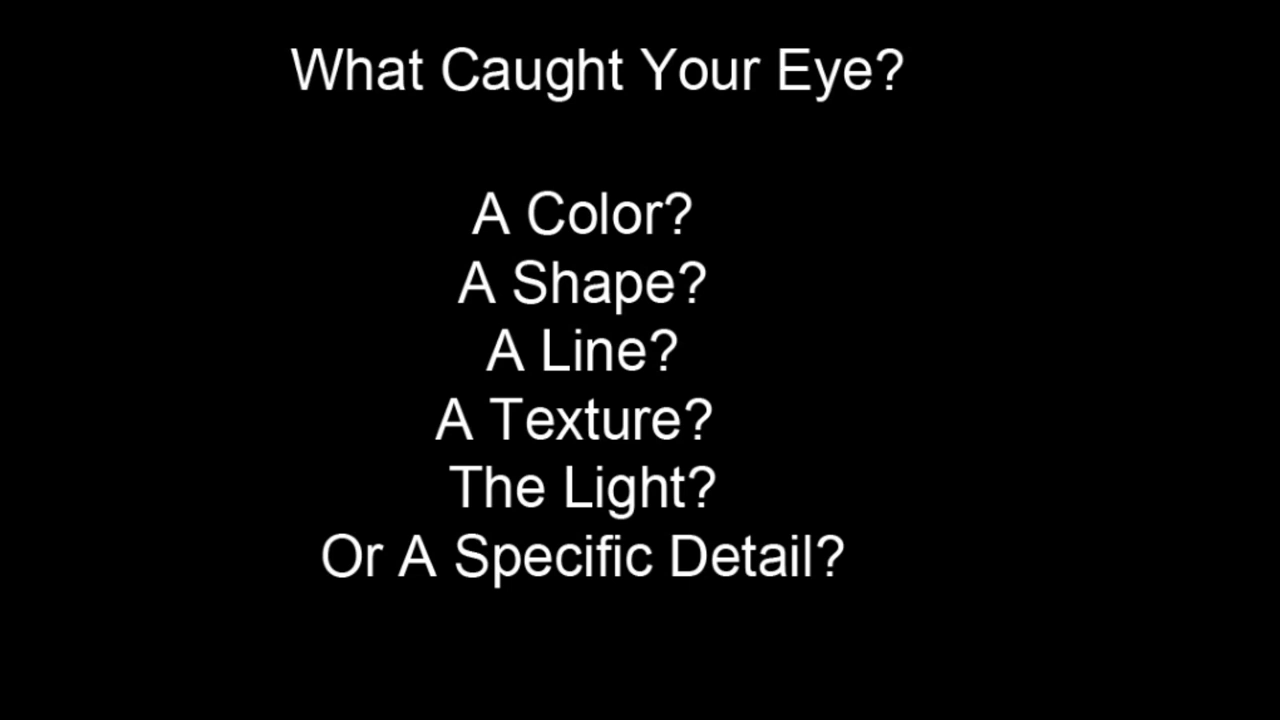 What Caught Your Eye?
A Color?
A Shape?
A Line?
A Texture?
The Light?
Or A Specific Detail?